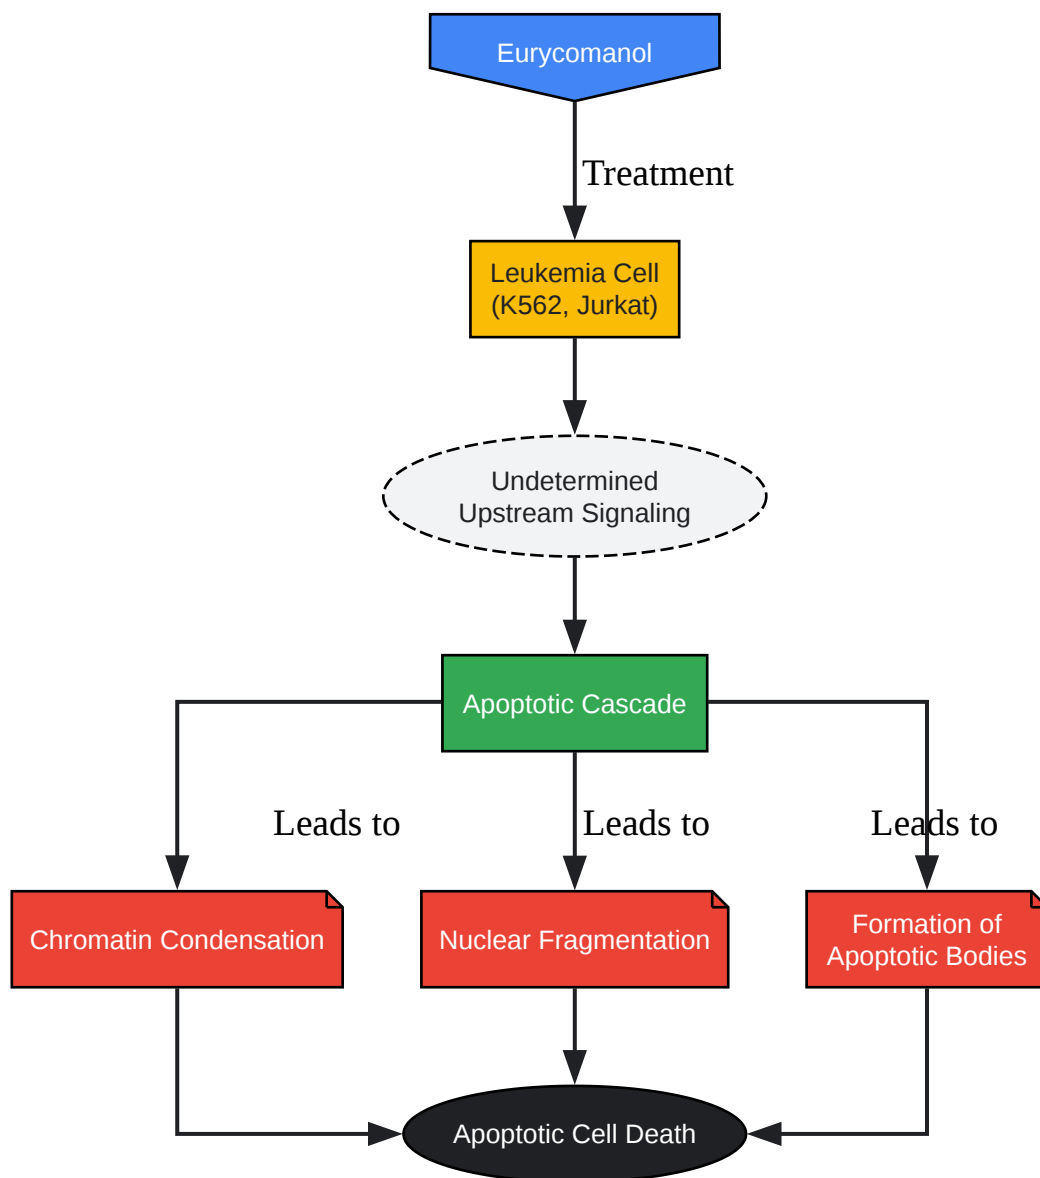 Eurycomanol
Treatment
Leukemia Cell
(K562, Jurkat)
Undetermined
Upstream Signaling
Apoptotic Cascade
Leads to
Leads to
Leads to
Chromatin Condensation
Nuclear Fragmentation
Formation of
Apoptotic Bodies
Apoptotic Cell Death